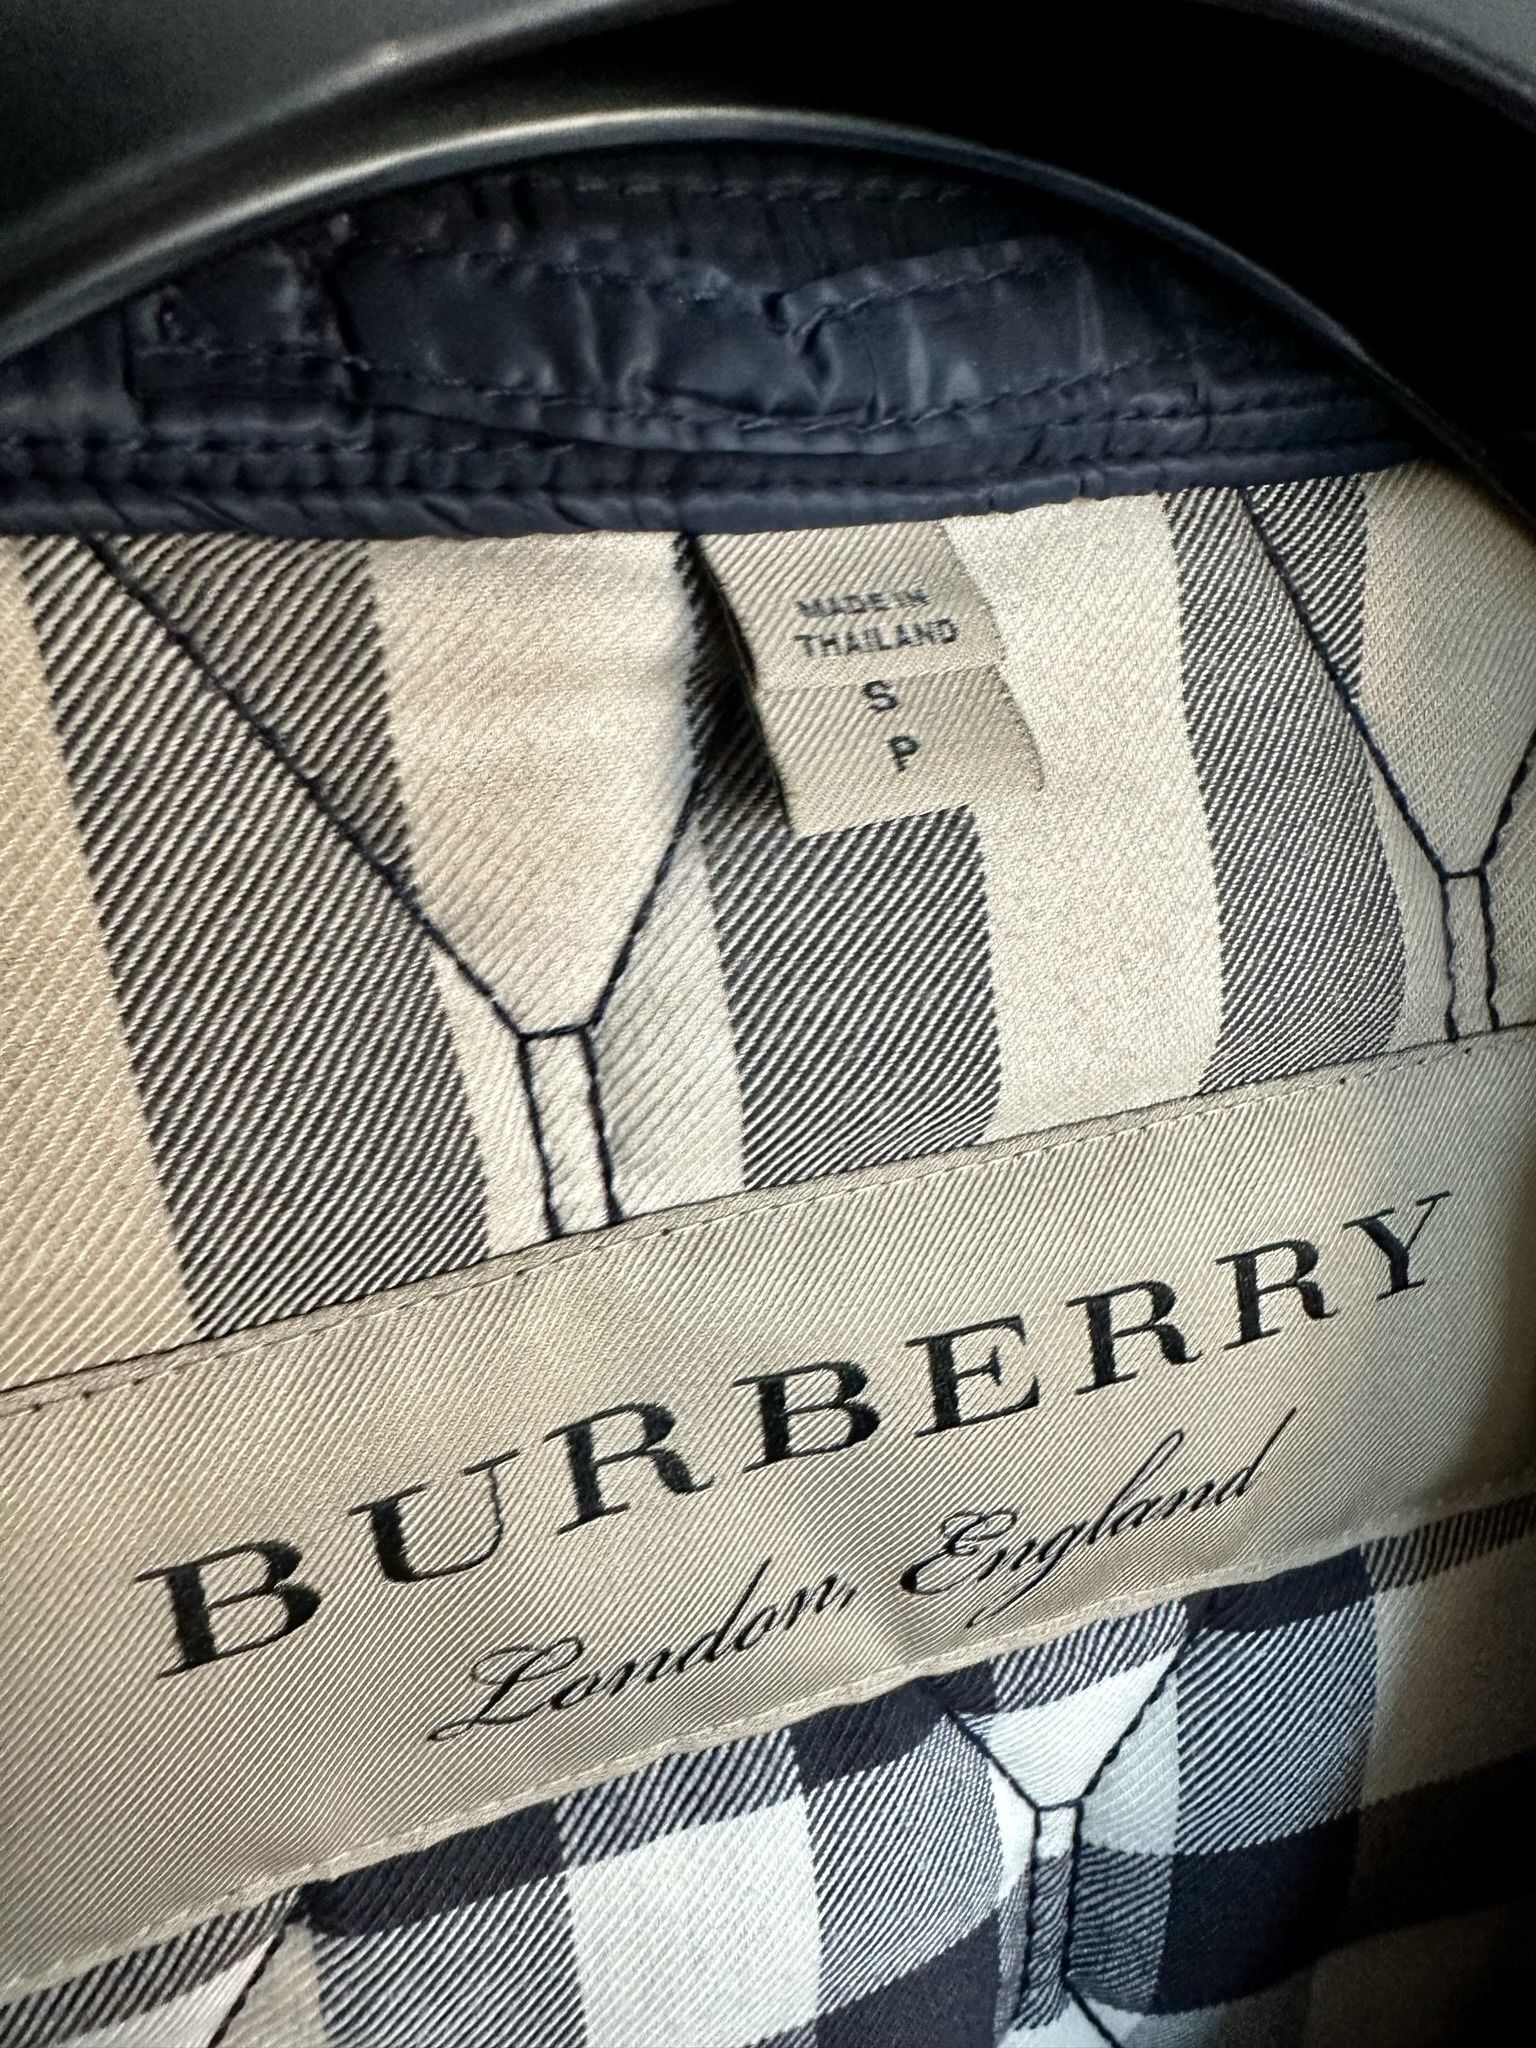 MADE IN
THAILAND
S
P
BURBERRY
London, England